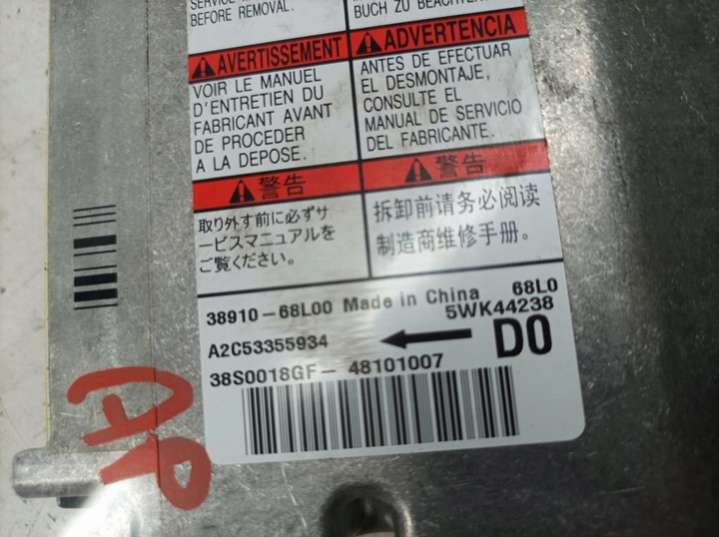 BEFORE REMOVAL.
BUCH ZU
AVERTISSEMENT
VOIR LE MANUEL
D'ENTRETIEN DU
FABRICANT AVANT
DE PROCEDER
A LA DEPOSE.
ADVERTENCIA
ANTES DE EFECTUAR
EL DESMONTAJE,
CONSULTE EL
MANUAL DE SERVICIO
DEL FABRICANTE.
警告
取り外す前に必ずサ
ービスマニュアルを
ご覧ください。
警告
拆卸前请务必阅读
制造商维修手册。
38910-68L00 Made in China 68L0
5WK44238
A2C53355934
D0
38S0018GF- 48101007